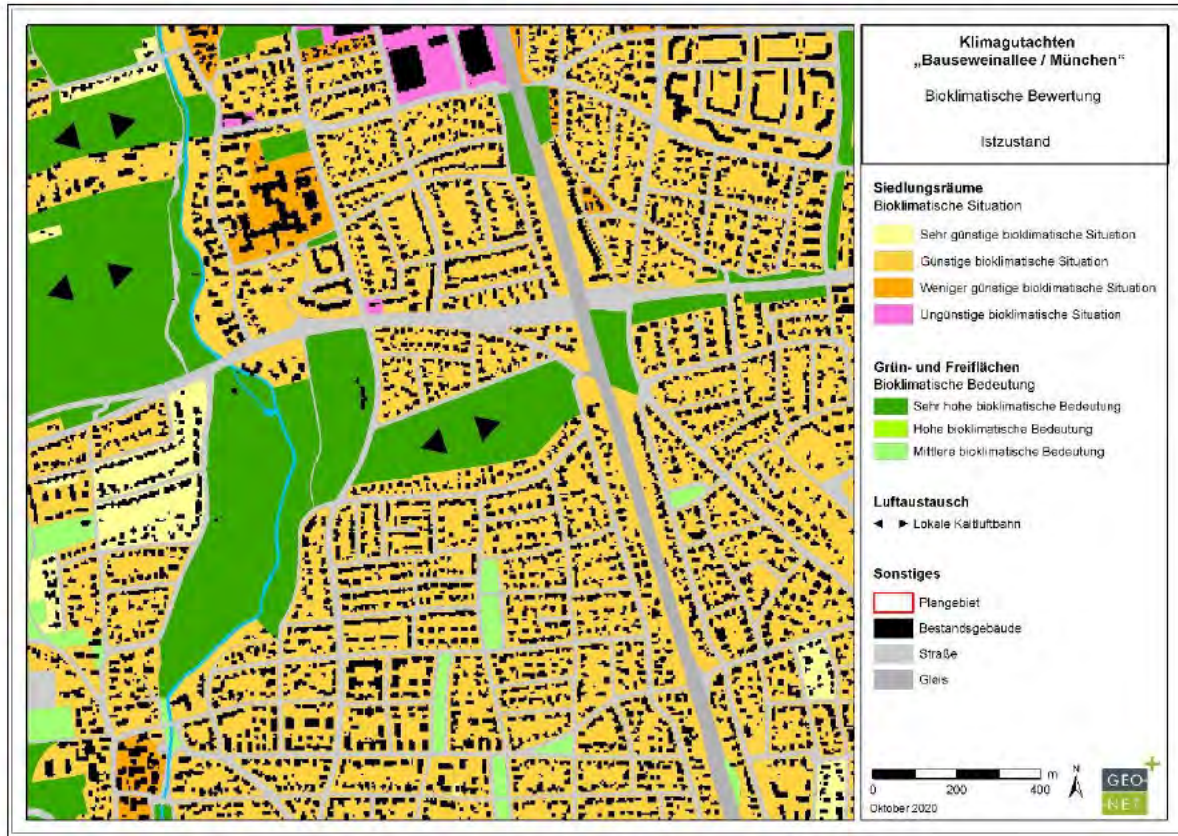 Klimagutachten
„Bauseweinallee / München“
Bioklimatische Bewertung
Istzustand
Siedlungsräume
Bioklimatische Situation
Sehr günstige bioklimatische Situation
Günstige bioklimatische Situation
Weniger günstige bioklimatische Situation
Ungünstige bioklimatische Situation
Grün- und Freiflächen
Bioklimatische Bedeutung
Sehr hohe bioklimatische Bedeutung
Hohe bioklimatische Bedeutung
Mittlere bioklimatische Bedeutung
Luftaustausch
Lokale Kaltluftbahn
Sonstiges
Plangebiet
Bestandsgebäude
Straße
Gleis
m
N
0 200 400
Oktober 2020
GEO
NET